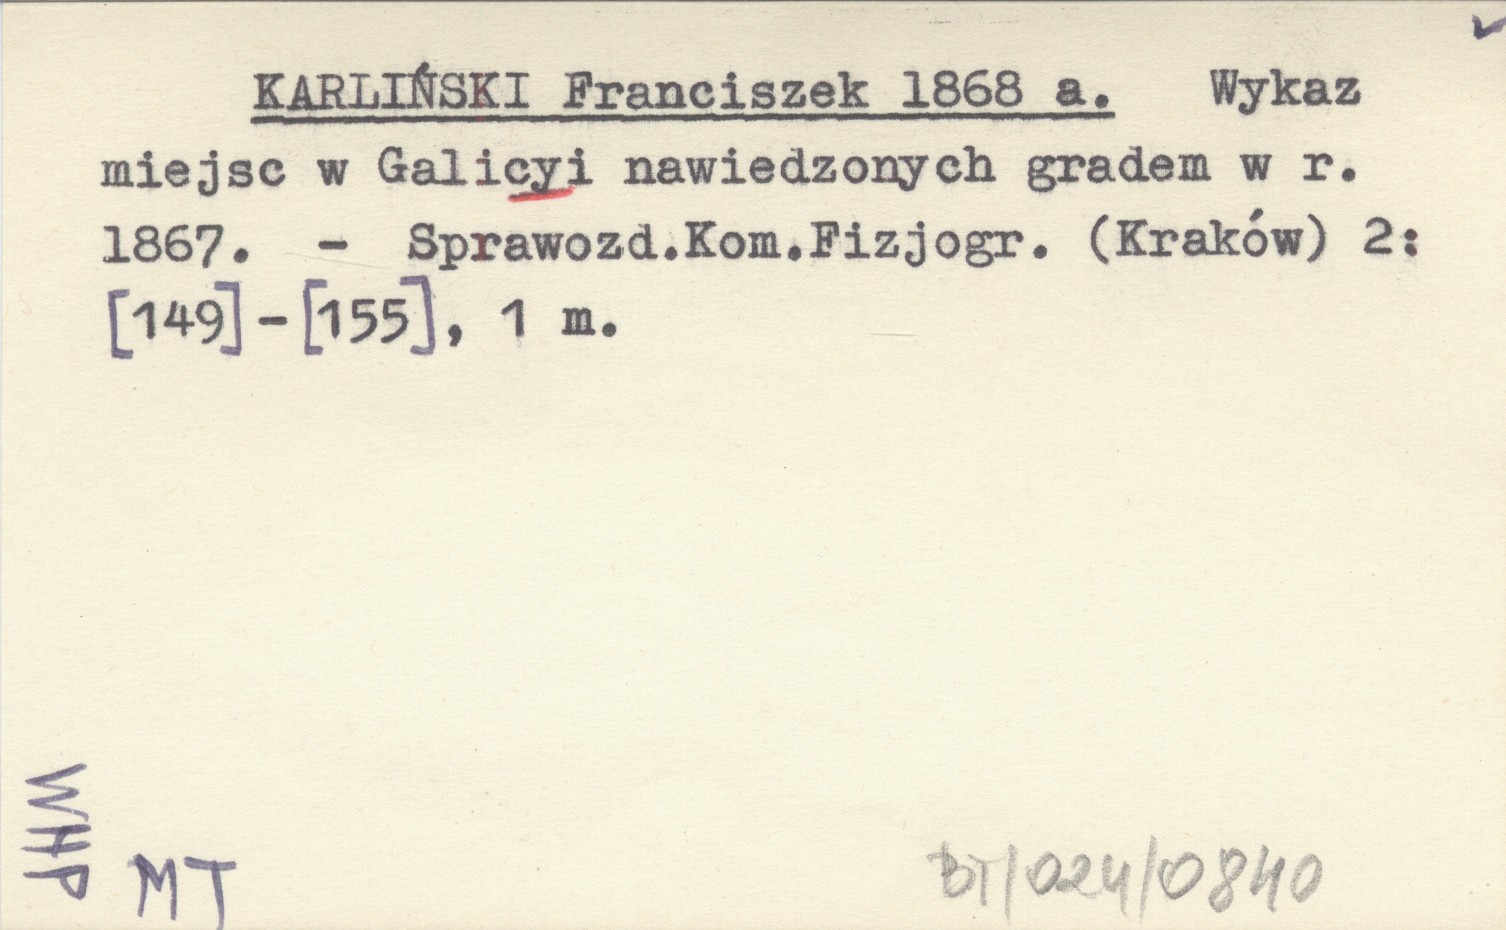 KARLIŃSKI Franciszek 1868 a. Wykaz
miejsc w Galicyi nawiedzonych gradem w r.
1867. - Sprawozd.Kom.Fizjogr. (Kraków) 2:
[149]-[155], 1 m.
WHP
MT
BT/024/0840